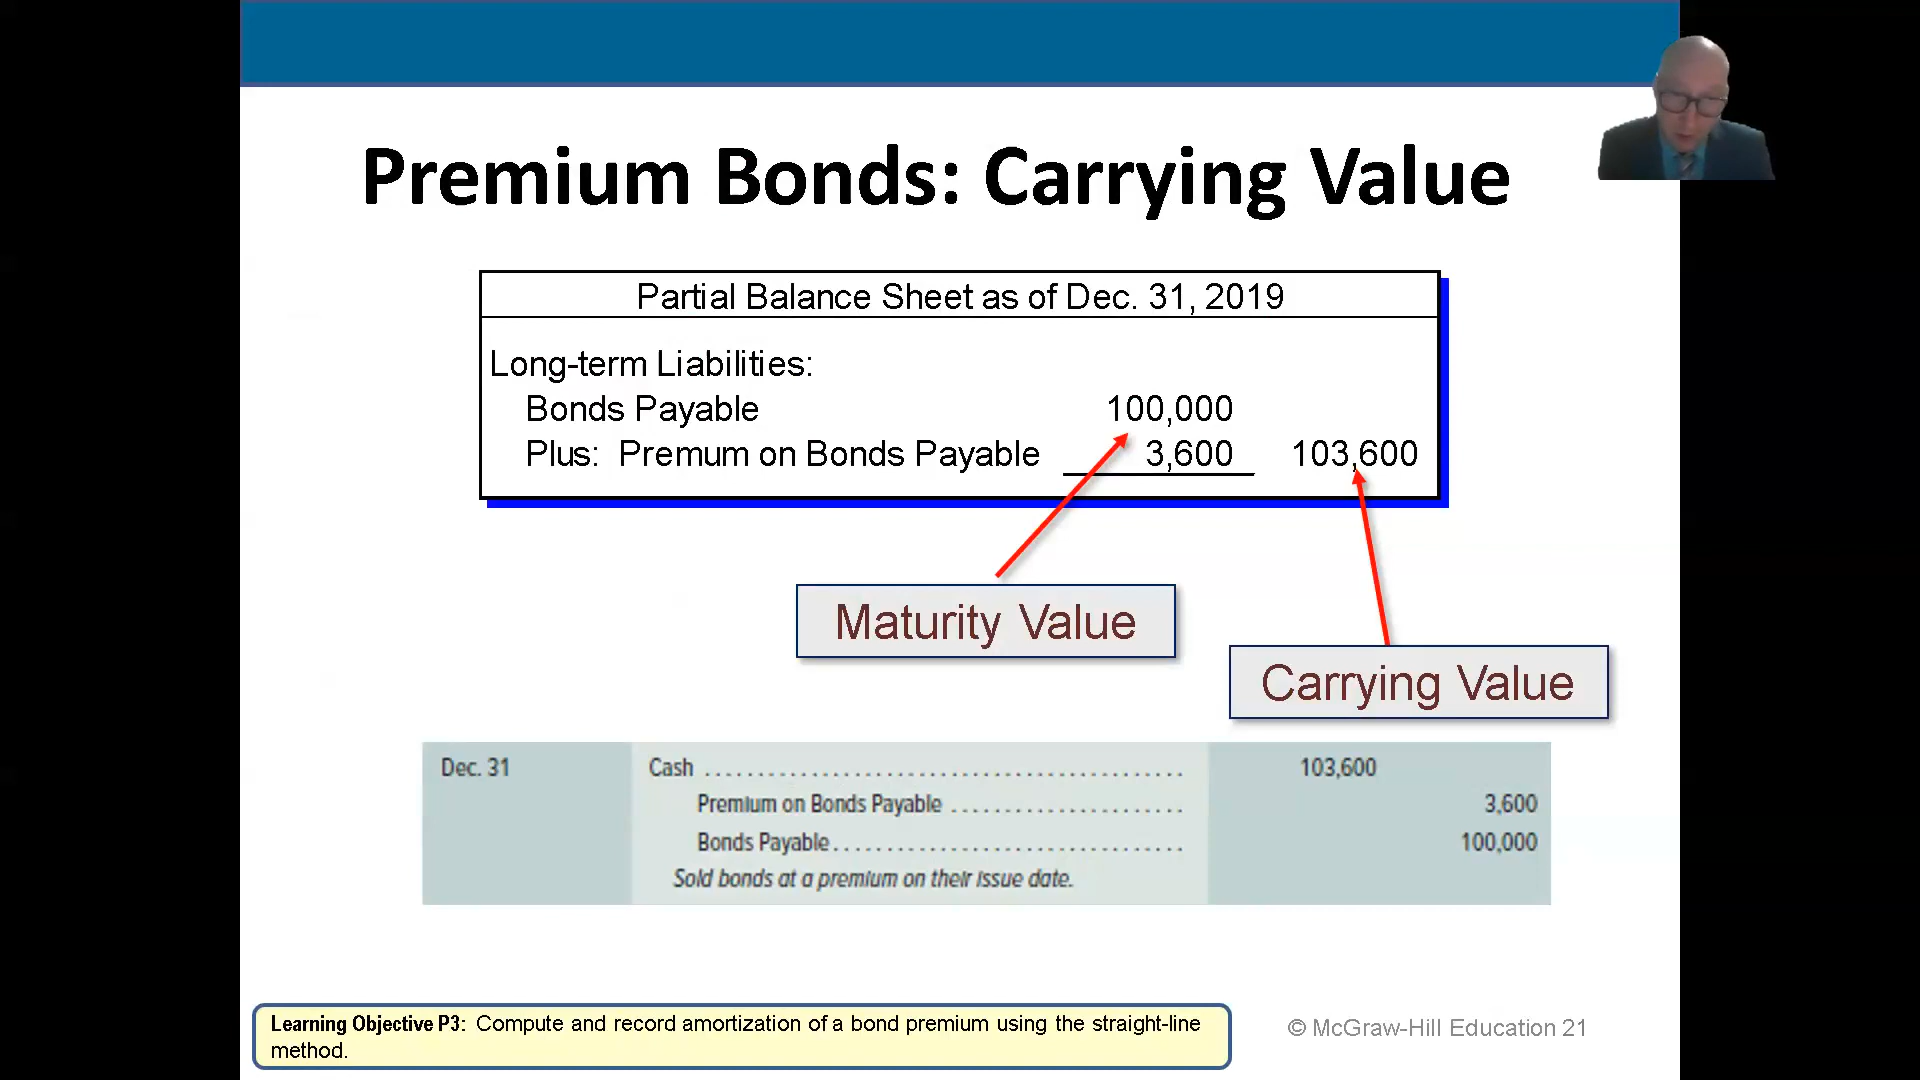 Premium Bonds: Carrying Value
Partial Balance Sheet as of Dec. 31, 2019
Long-term Liabilities:
Bonds Payable 100,000
Plus: Premum on Bonds Payable 3,600 103,600
Maturity Value
Carrying Value
Dec. 31 Cash ............................................. 103,600
Premium on Bonds Payable ...................... 3,600
Bonds Payable................................. 100,000
Sold bonds at a premium on their issue date.
Learning Objective P3: Compute and record amortization of a bond premium using the straight-line
method.
© McGraw-Hill Education 21